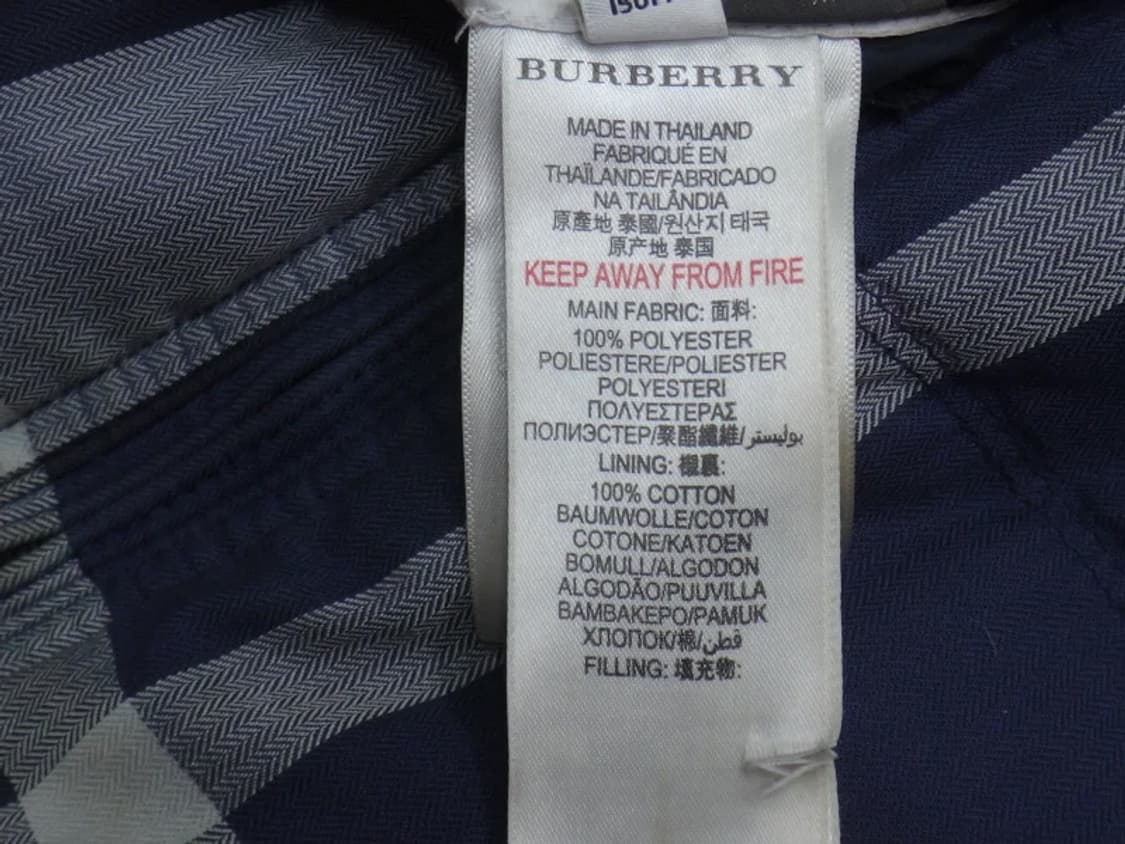 BURBERRY
MADE IN THAILAND
FABRIQUÉ EN
THAÏLANDE/FABRICADO
NA TAILÂNDIA
原產地 泰國/원산지 태국
原产地 泰国
KEEP AWAY FROM FIRE
MAIN FABRIC: 面料:
100% POLYESTER
POLIESTERE/POLIESTER
POLYESTERI
ΠΟΛΥΕΣΤΕΡΑΣ
ПОЛИЭСТЕР/聚酯纖維/بوليستر
LINING: 襯裏:
100% COTTON
BAUMWOLLE/COTON
COTONE/KATOEN
BOMULL/ALGODON
ALGODÃO/PUUVILLA
BAMBAKEPO/PAMUK
ХЛОПОК/棉/قطن
FILLING: 填充物: